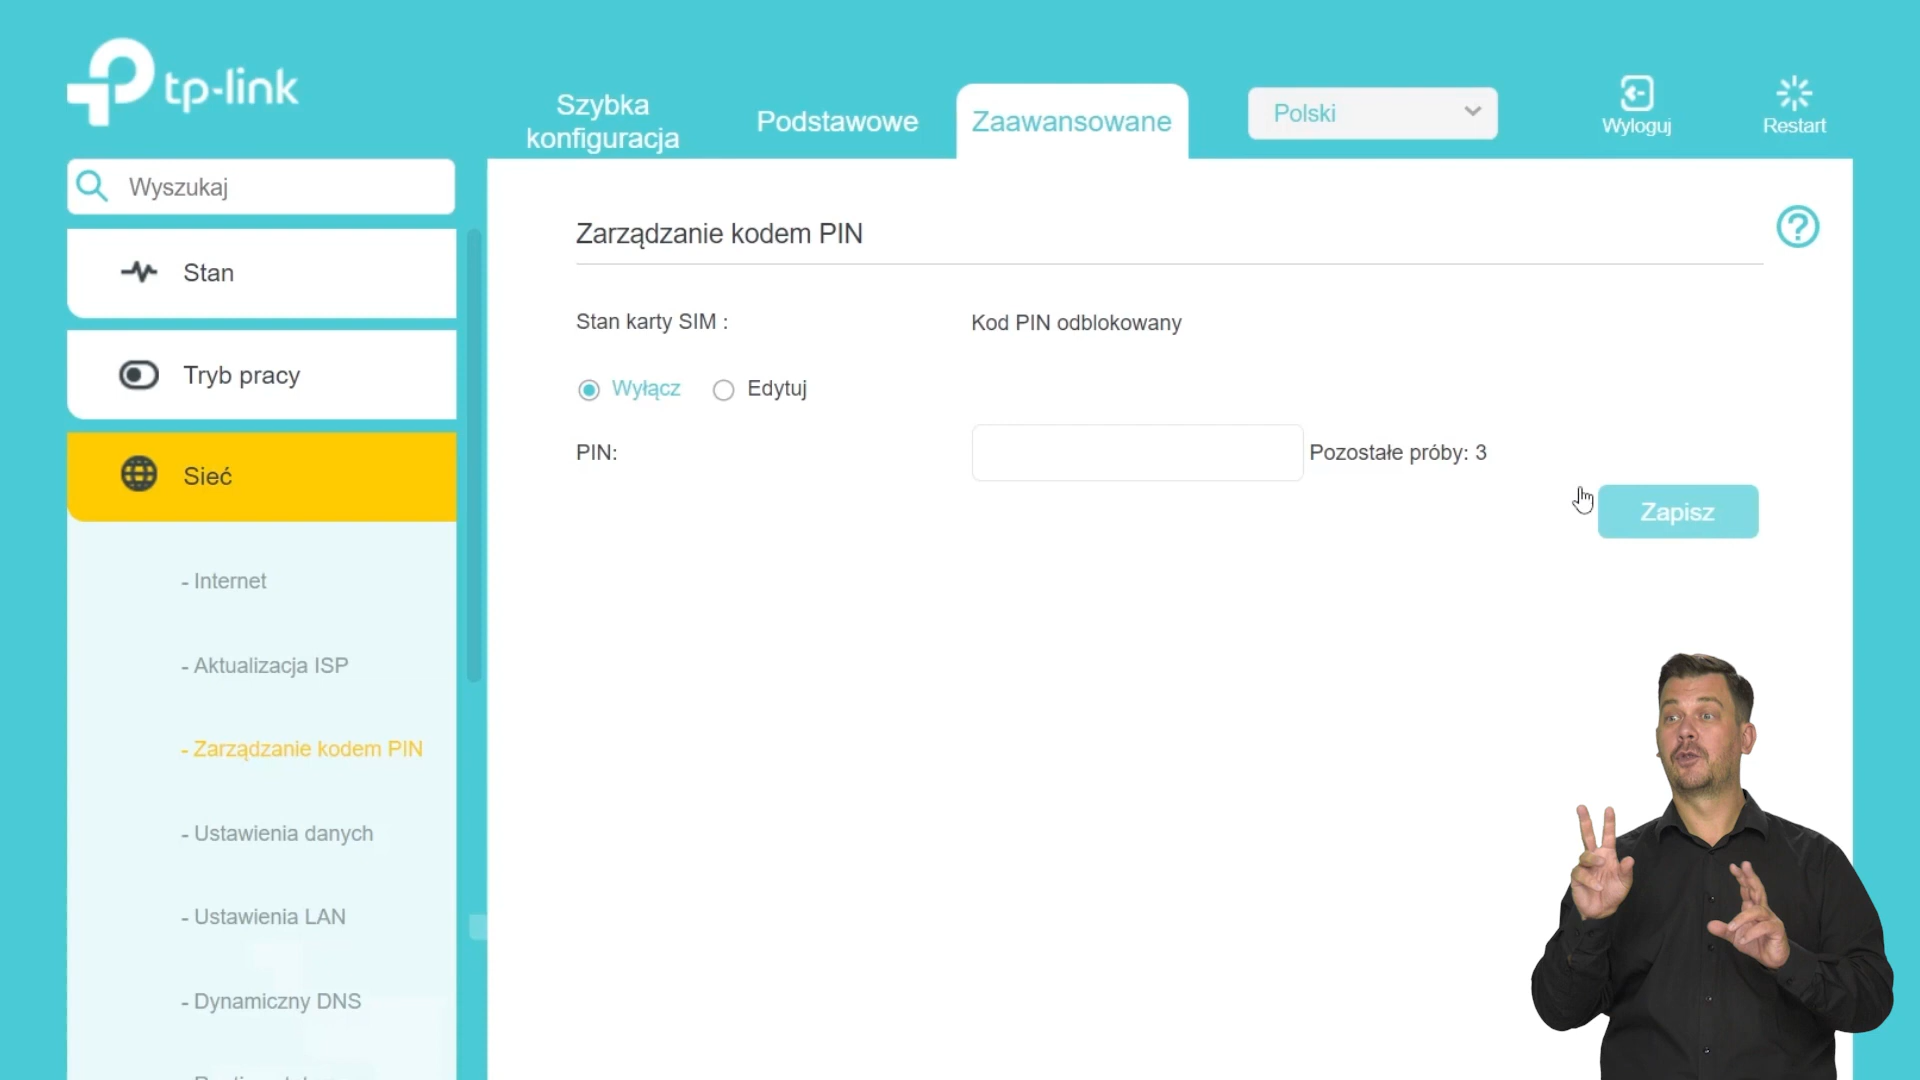 tp-link
Szybka
konfiguracja
Podstawowe
Zaawansowane
Polski
Wyloguj
Restart
Wyszukaj
Stan
Tryb pracy
Sieć
- Internet
- Aktualizacja ISP
- Zarządzanie kodem PIN
- Ustawienia danych
- Ustawienia LAN
- Dynamiczny DNS
Zarządzanie kodem PIN
?
Stan karty SIM :
Kod PIN odblokowany
Wyłącz
Edytuj
PIN:
Pozostałe próby: 3
Zapisz